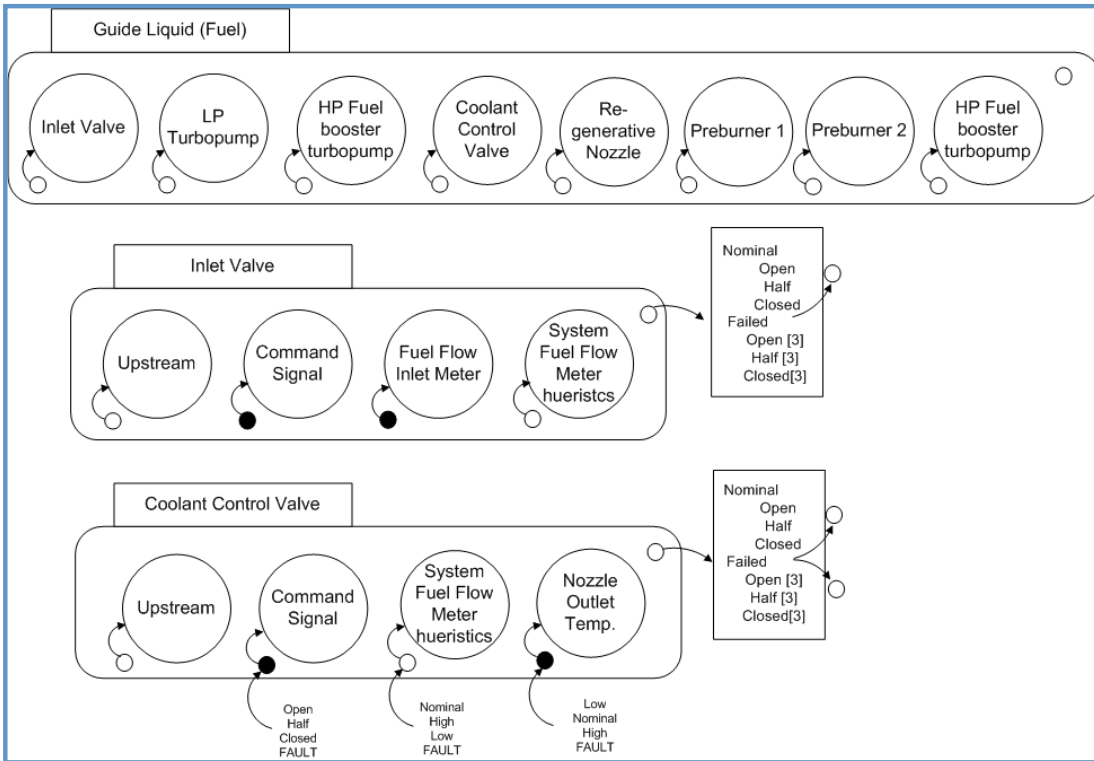 Guide Liquid (Fuel)
Inlet Valve
LP
Turbopump
HP Fuel
booster
turbopump
Coolant
Control
Valve
Re-
generative
Nozzle
Preburner 1
Preburner 2
HP Fuel
booster
turbopump
Inlet Valve
Upstream
Command
Signal
Fuel Flow
Inlet Meter
System
Fuel Flow
Meter
hueristcs
Nominal
Open
Half
Closed
Failed
Open [3]
Half [3]
Closed[3]
Coolant Control Valve
Upstream
Command
Signal
System
Fuel Flow
Meter
hueristics
Nozzle
Outlet
Temp.
Nominal
Open
Half
Closed
Failed
Open [3]
Half [3]
Closed[3]
Open
Half
Closed
FAULT
Nominal
High
Low
FAULT
Low
Nominal
High
FAULT